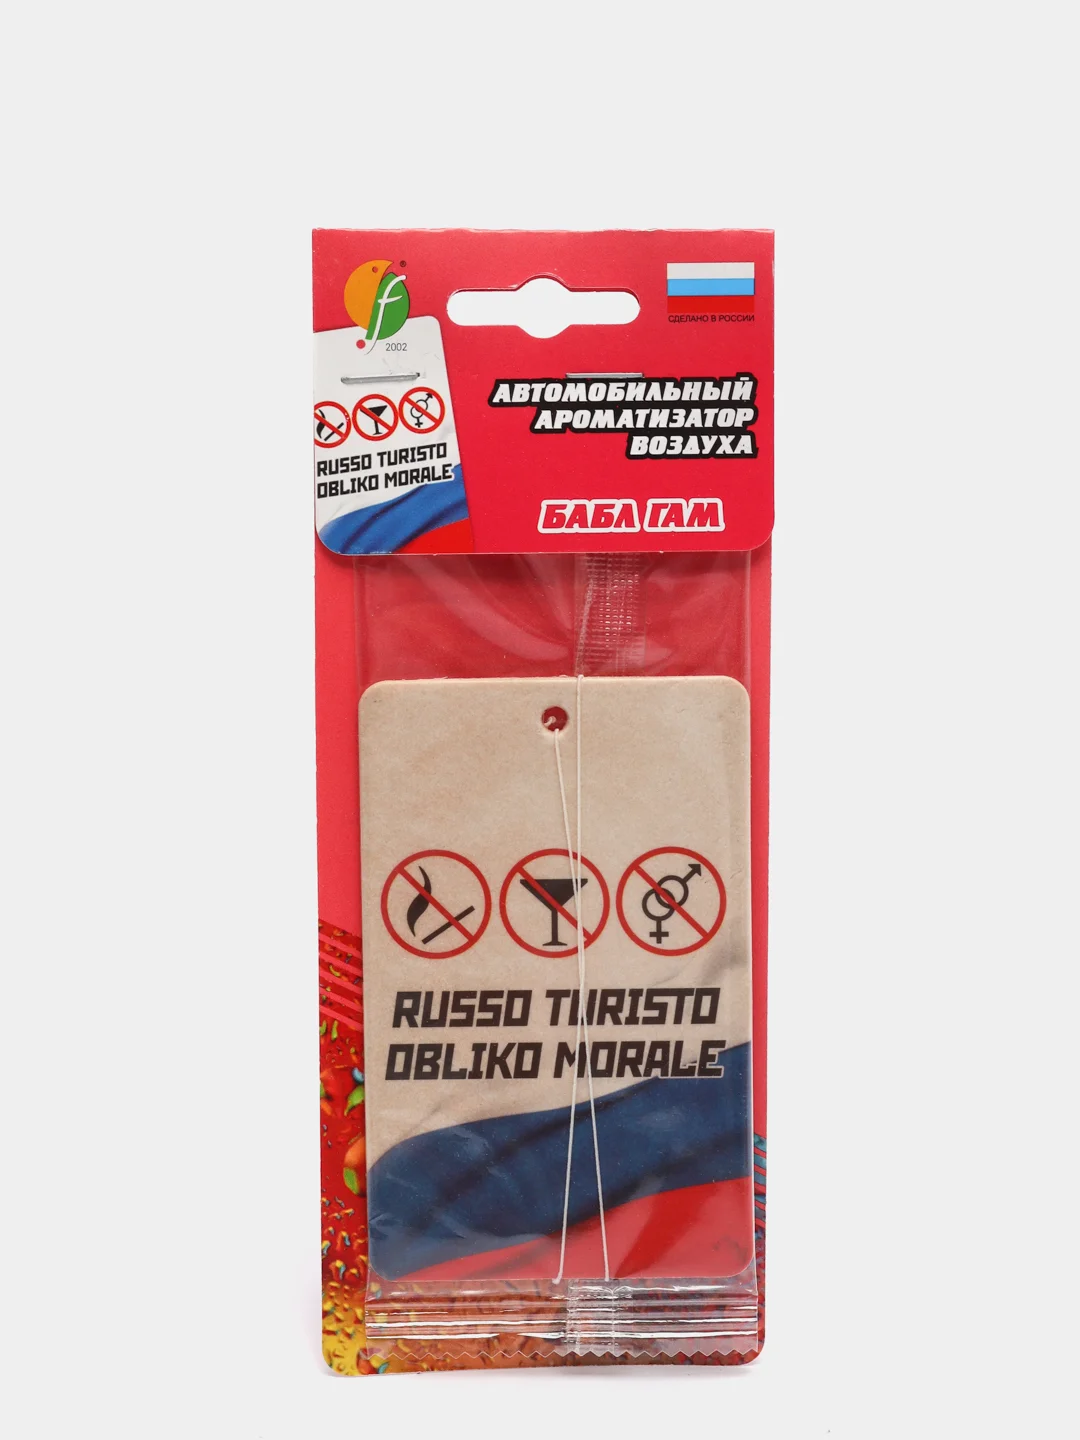 f
2002
СДЕЛАНО В РОССИИ
АВТОМОБИЛЬНЫЙ
АРОМАТИЗАТОР
ВОЗДУХА
RUSSO TURISTO
OBLIKO MORALE
БАБЛ ГАМ
RUSSO TURISTO
OBLIKO MORALE